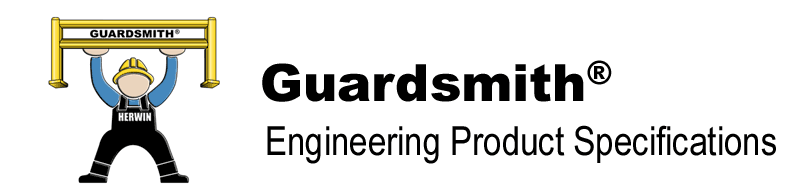 GUARDSMITH®
HERWIN
Guardsmith®
Engineering Product Specifications